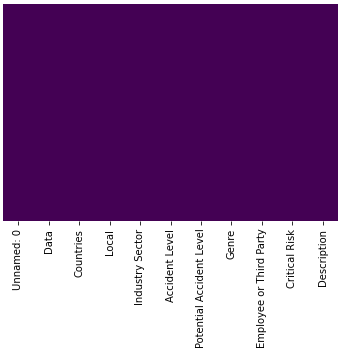 Unnamed: 0
Data
Countries
Local
Industry Sector
Accident Level
Potential Accident Level
Genre
Employee or Third Party
Critical Risk
Description